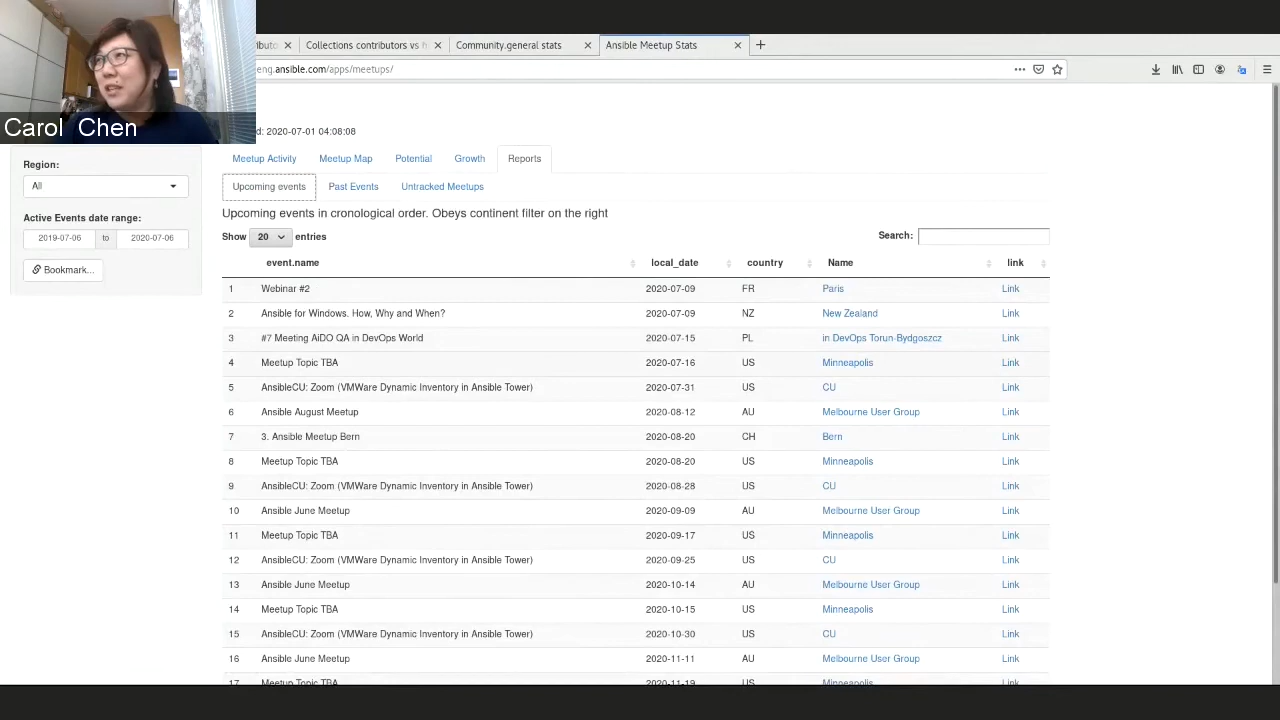 Carol Chen
Collections contributors vs
Community.general stats
Ansible Meetup Stats
eng.ansible.com/apps/meetups/
d: 2020-07-01 04:08:08
Region:
All
Active Events date range:
2019-07-06 to 2020-07-06
Bookmark...
Meetup Activity Meetup Map Potential Growth Reports
Upcoming events Past Events Untracked Meetups
Upcoming events in cronological order. Obeys continent filter on the right
Show 20 entries Search:
event.name local_date country Name link
1 Webinar #2 2020-07-09 FR Paris Link
2 Ansible for Windows. How, Why and When? 2020-07-09 NZ New Zealand Link
3 #7 Meeting AiDO QA in DevOps World 2020-07-15 PL in DevOps Torun-Bydgoszcz Link
4 Meetup Topic TBA 2020-07-16 US Minneapolis Link
5 AnsibleCU: Zoom (VMWare Dynamic Inventory in Ansible Tower) 2020-07-31 US CU Link
6 Ansible August Meetup 2020-08-12 AU Melbourne User Group Link
7 3. Ansible Meetup Bern 2020-08-20 CH Bern Link
8 Meetup Topic TBA 2020-08-20 US Minneapolis Link
9 AnsibleCU: Zoom (VMWare Dynamic Inventory in Ansible Tower) 2020-08-28 US CU Link
10 Ansible June Meetup 2020-09-09 AU Melbourne User Group Link
11 Meetup Topic TBA 2020-09-17 US Minneapolis Link
12 AnsibleCU: Zoom (VMWare Dynamic Inventory in Ansible Tower) 2020-09-25 US CU Link
13 Ansible June Meetup 2020-10-14 AU Melbourne User Group Link
14 Meetup Topic TBA 2020-10-15 US Minneapolis Link
15 AnsibleCU: Zoom (VMWare Dynamic Inventory in Ansible Tower) 2020-10-30 US CU Link
16 Ansible June Meetup 2020-11-11 AU Melbourne User Group Link
17 Meetup Topic TBA 2020-11-19 US Minneapolis Link